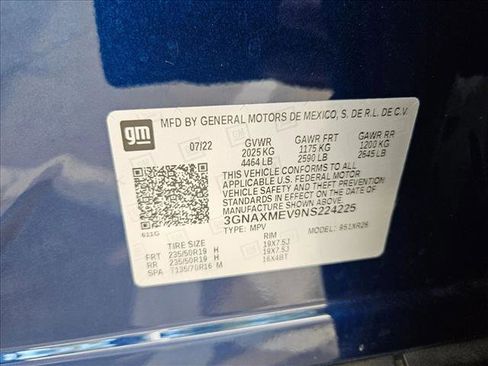 gm
MFD BY GENERAL MOTORS DE MEXICO, S. DE R.L. DE C.V.
07/22 GVWR GAWR FRT GAWR RR
2025 KG 1175 KG 1200 KG
4464 LB 2590 LB 2645 LB
THIS VEHICLE CONFORMS TO ALL APPLICABLE
U.S. FEDERAL MOTOR
VEHICLE SAFETY AND THEFT PREVENTION
STANDARDS IN EFFECT ON THE DATE OF
MANUFACTURE SHOWN ABOVE.
3GNAXMEV9NS224225
611G TYPE: MPV MODEL: 951XR26
TIRE SIZE RIM
FRT 235/50R19 H 19X7.5J
RR 235/50R19 H 19X7.5J
SPA T135/70R16 M 16X4BT